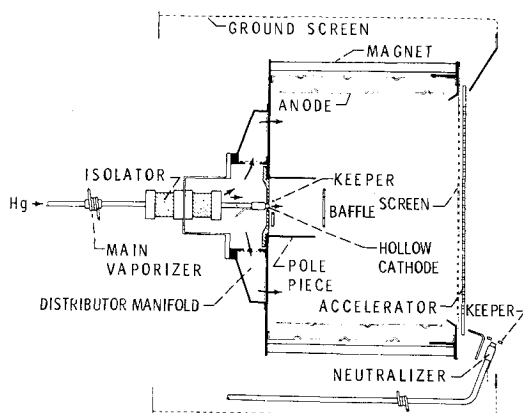 GROUND SCREEN
MAGNET
ANODE
ISOLATOR
KEEPER
Hg
BAFFLE
SCREEN
MAIN
VAPORIZER
HOLLOW
CATHODE
POLE
PIECE
DISTRIBUTOR MANIFOLD
ACCELERATOR
KEEPER
NEUTRALIZER